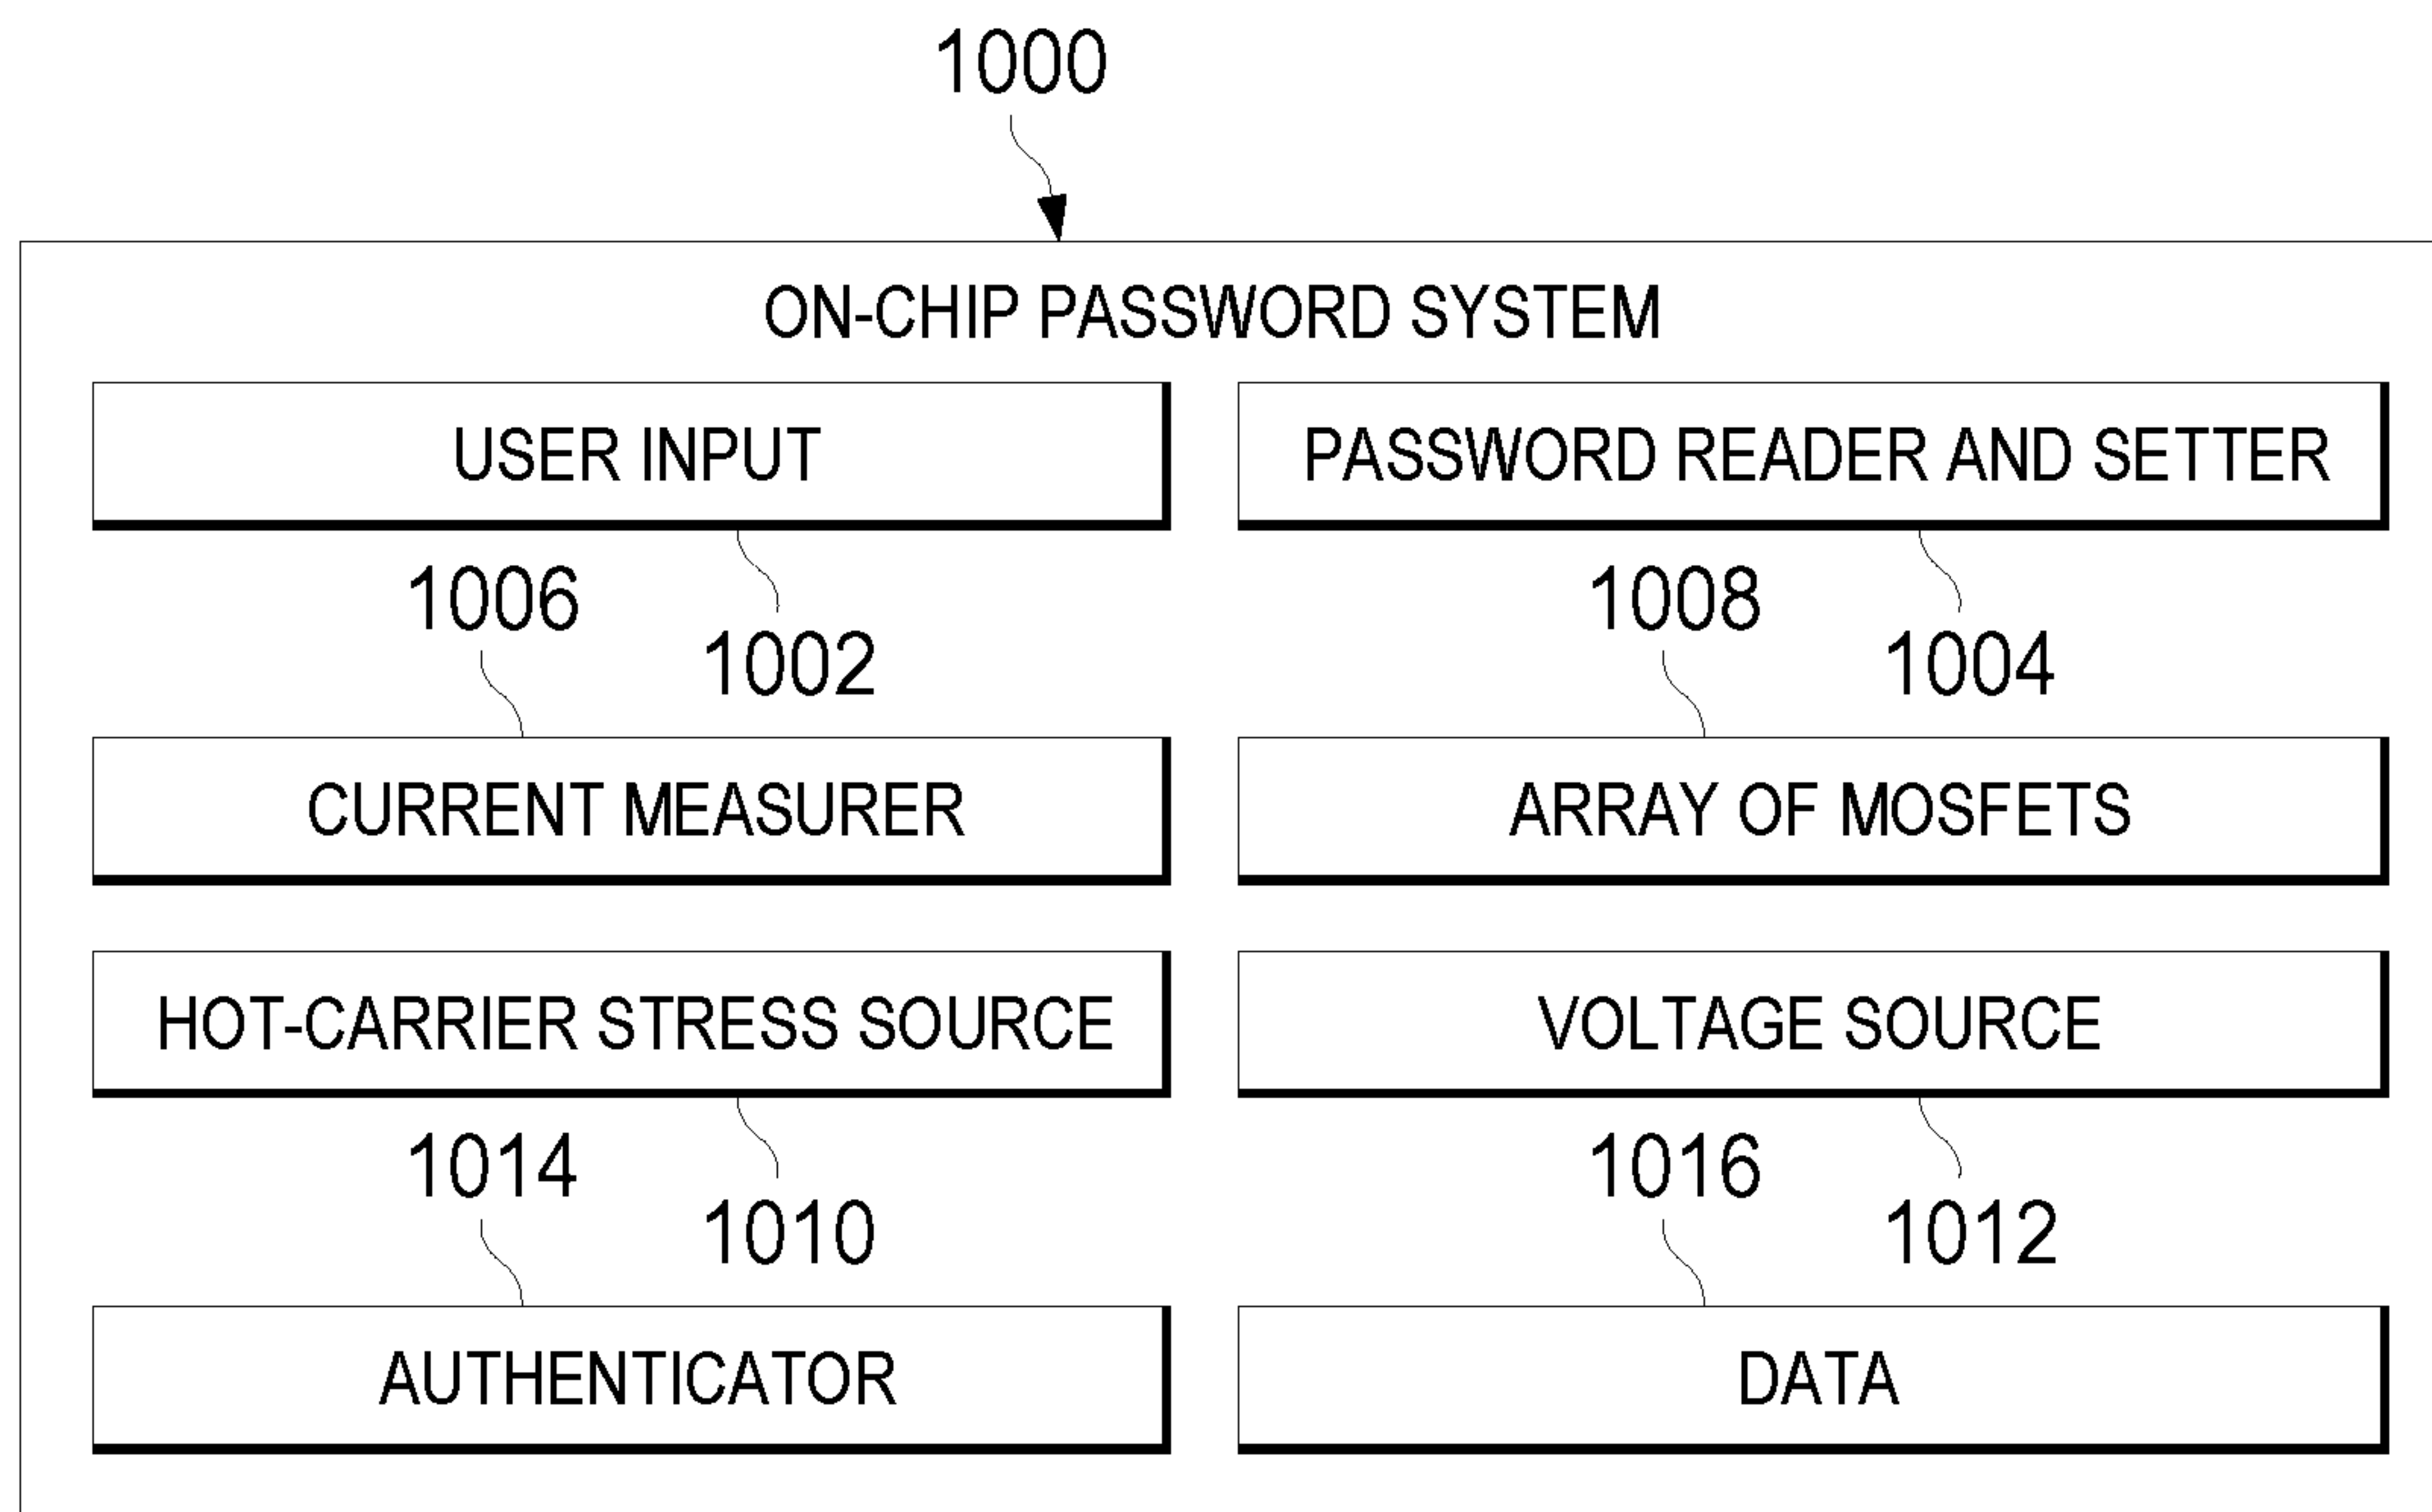 1000
ON-CHIP PASSWORD SYSTEM
USER INPUT
PASSWORD READER AND SETTER
1006
1002
1008
1004
CURRENT MEASURER
ARRAY OF MOSFETS
HOT-CARRIER STRESS SOURCE
VOLTAGE SOURCE
1014
1010
1016
1012
AUTHENTICATOR
DATA